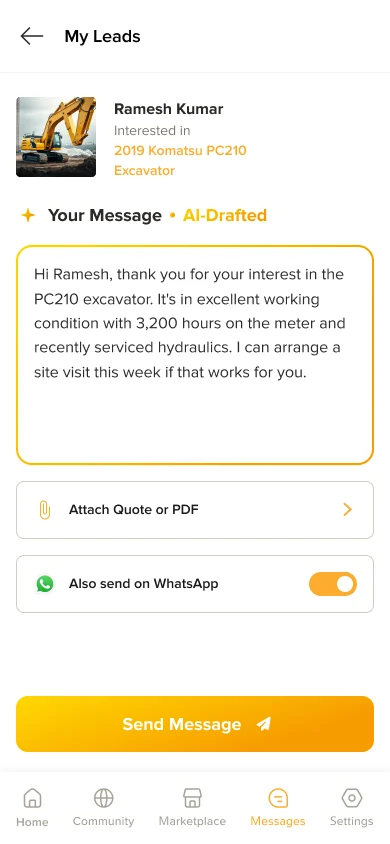 My Leads
Ramesh Kumar
Interested in
2019 Komatsu PC210
Excavator
Your Message • AI-Drafted
Hi Ramesh, thank you for your interest in the
PC210 excavator. It's in excellent working
condition with 3,200 hours on the meter and
recently serviced hydraulics. I can arrange a
site visit this week if that works for you.
Attach Quote or PDF
Also send on WhatsApp
Send Message
Home
Community
Marketplace
Messages
Settings